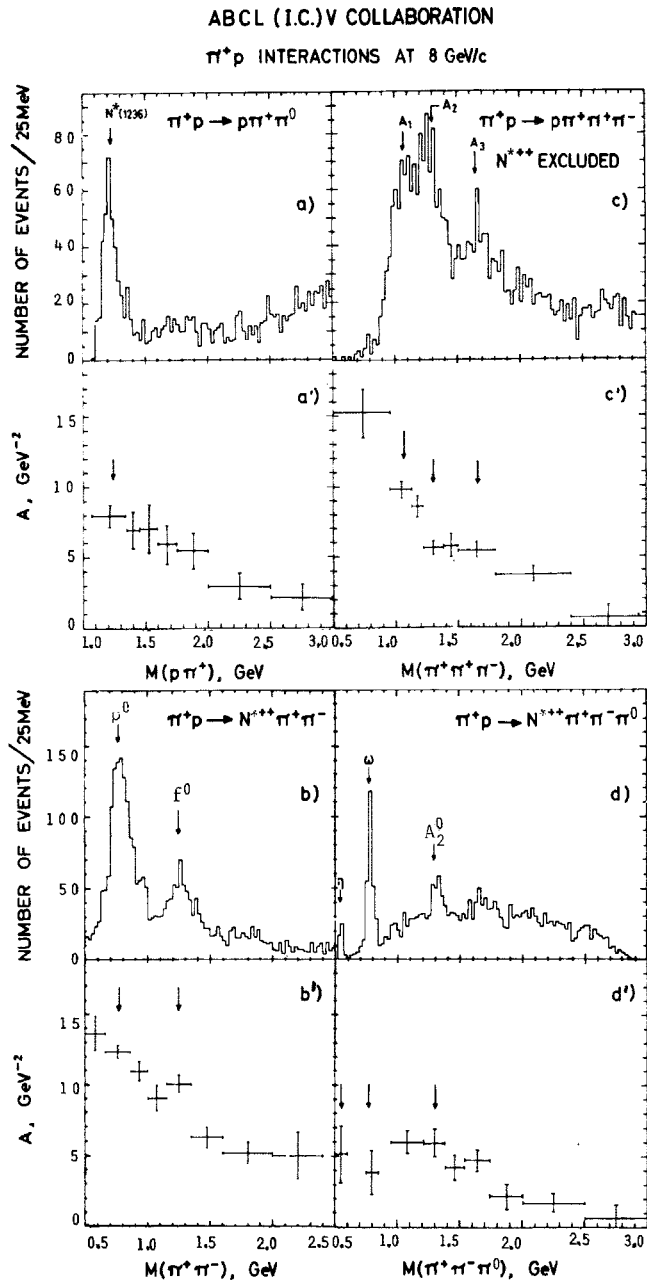 ABCL (I.C.) V COLLABORATION
π⁺p INTERACTIONS AT 8 GeV/c
NUMBER OF EVENTS/25MeV
80
60
40
20
0
N*(1236)
π⁺p → pπ⁺π⁰
a)
A₁
A₂
A₃
π⁺p → pπ⁺π⁺π⁻
N*⁺⁺ EXCLUDED
c)
A, GeV⁻²
15
10
5
0
a')
c')
1.0 1.5 2.0 2.5 3.0
M(pπ⁺), GeV
0.5 1.0 1.5 2.0 2.5 3.0
M(π⁺π⁺π⁻), GeV
NUMBER OF EVENTS/25MeV
150
100
50
0
ρ⁰
f⁰
π⁺p → N*⁺⁺π⁺π⁻
b)
η
ω
A₂⁰
π⁺p → N*⁺⁺π⁺π⁻π⁰
d)
A, GeV⁻²
15
10
5
0
b')
d')
0.5 1.0 1.5 2.0 2.5
M(π⁺π⁻), GeV
0.5 1.0 1.5 2.0 2.5 3.0
M(π⁺π⁻π⁰), GeV